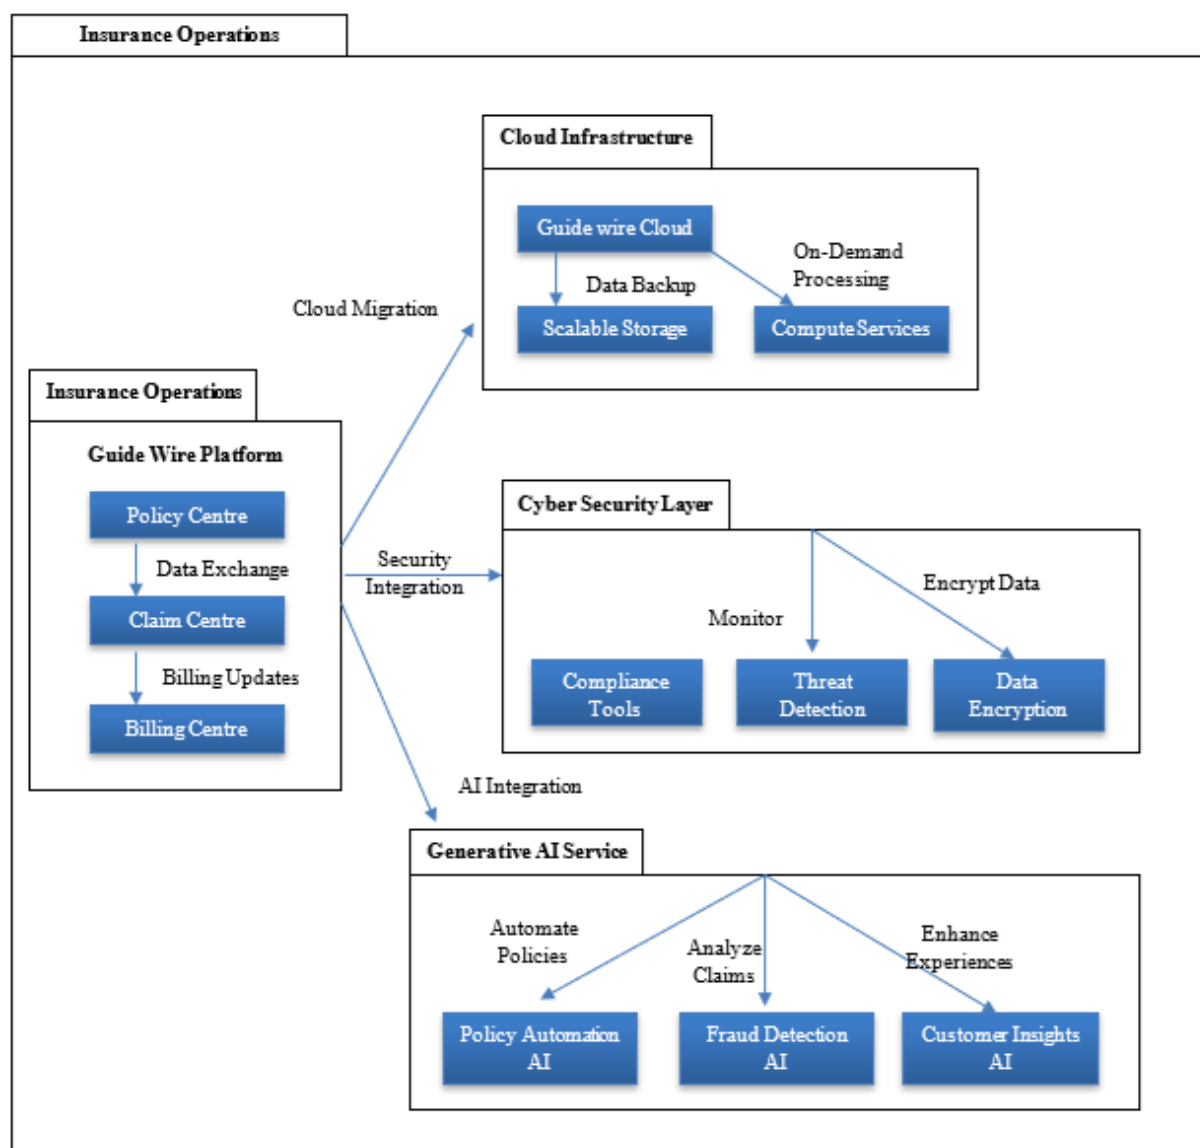 Insurance Operations
Cloud Infrastructure
Guide wire Cloud
On-Demand
Processing
Data Backup
Cloud Migration
Scalable Storage
Compute Services
Insurance Operations
Guide Wire Platform
Policy Centre
Data Exchange
Claim Centre
Billing Updates
Billing Centre
Security
Integration
Cyber Security Layer
Encrypt Data
Monitor
Compliance
Tools
Threat
Detection
Data
Encryption
AI Integration
Generative AI Service
Automate
Policies
Analyze
Claims
Enhance
Experiences
Policy Automation
AI
Fraud Detection
AI
Customer Insights
AI